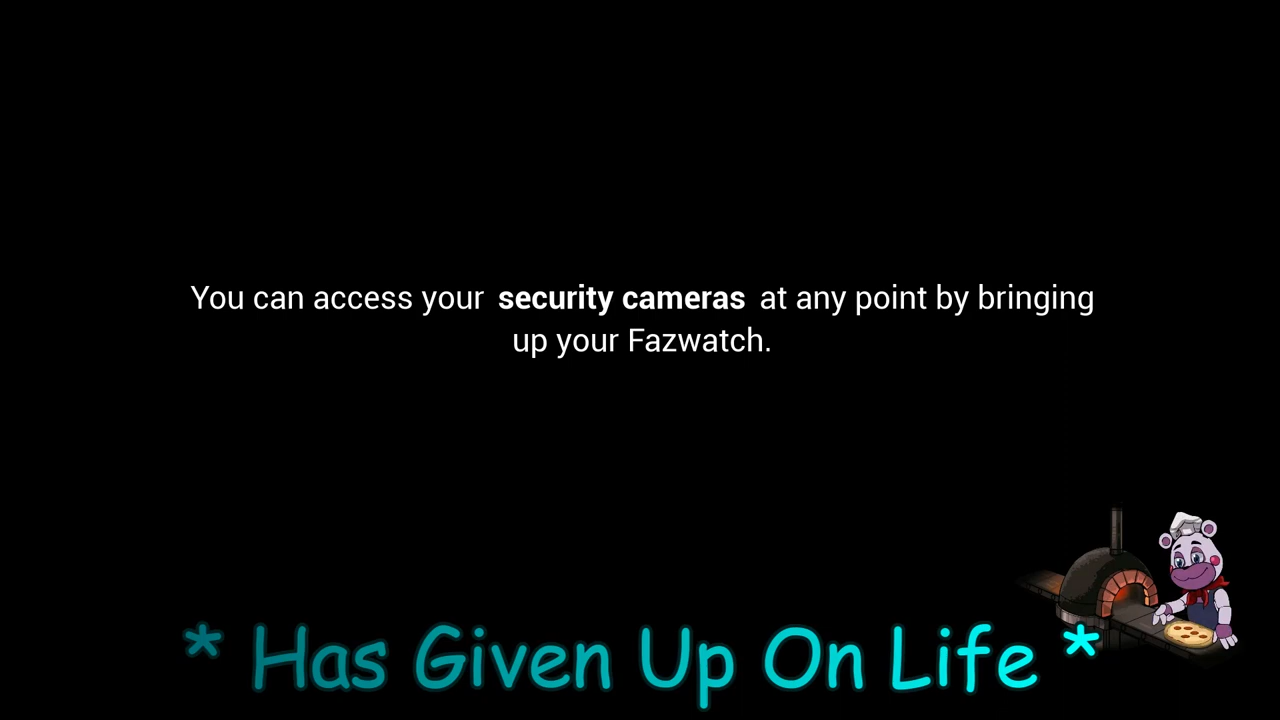 You can access your security cameras at any point by bringing
up your Fazwatch.
* Has Given Up On Life *